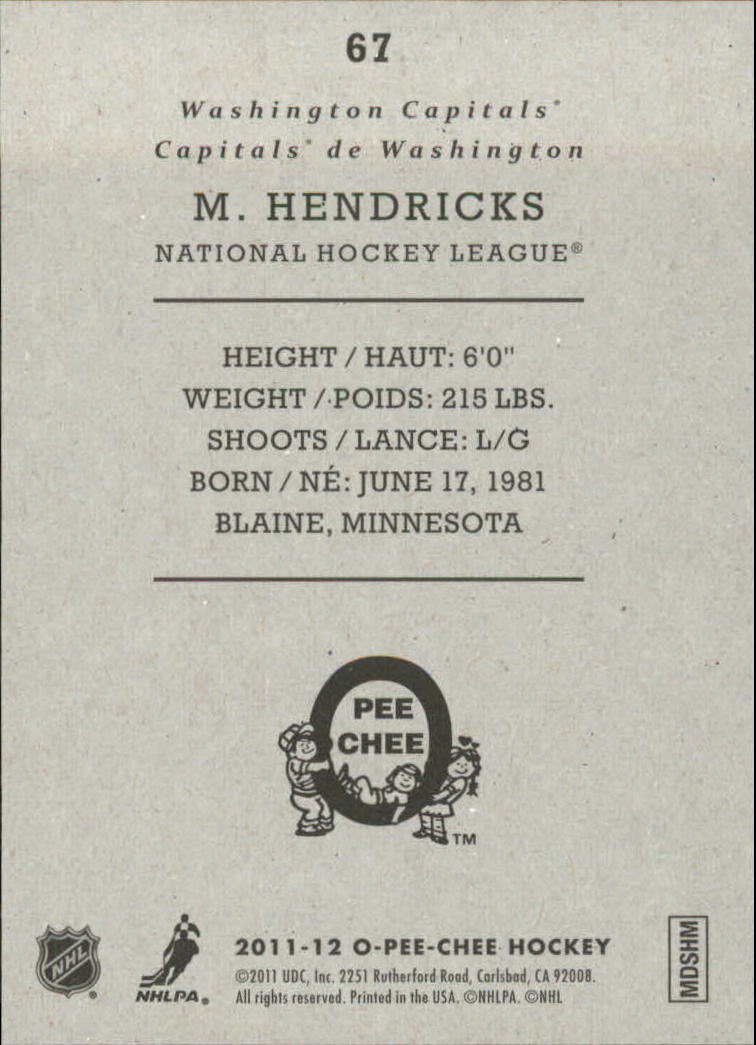 67
Washington Capitals®
Capitals® de Washington
M. HENDRICKS
NATIONAL HOCKEY LEAGUE®
HEIGHT / HAUT: 6'0"
WEIGHT / POIDS: 215 LBS.
SHOOTS / LANCE: L/G
BORN / NÉ: JUNE 17, 1981
BLAINE, MINNESOTA
O
PEE
CHEE
TM
NHL®
NHLPA®
2011-12 O-PEE-CHEE HOCKEY
©2011 UDC, Inc. 2251 Rutherford Road, Carlsbad, CA 92008.
All rights reserved. Printed in the USA. ©NHLPA. ©NHL
MDSHM